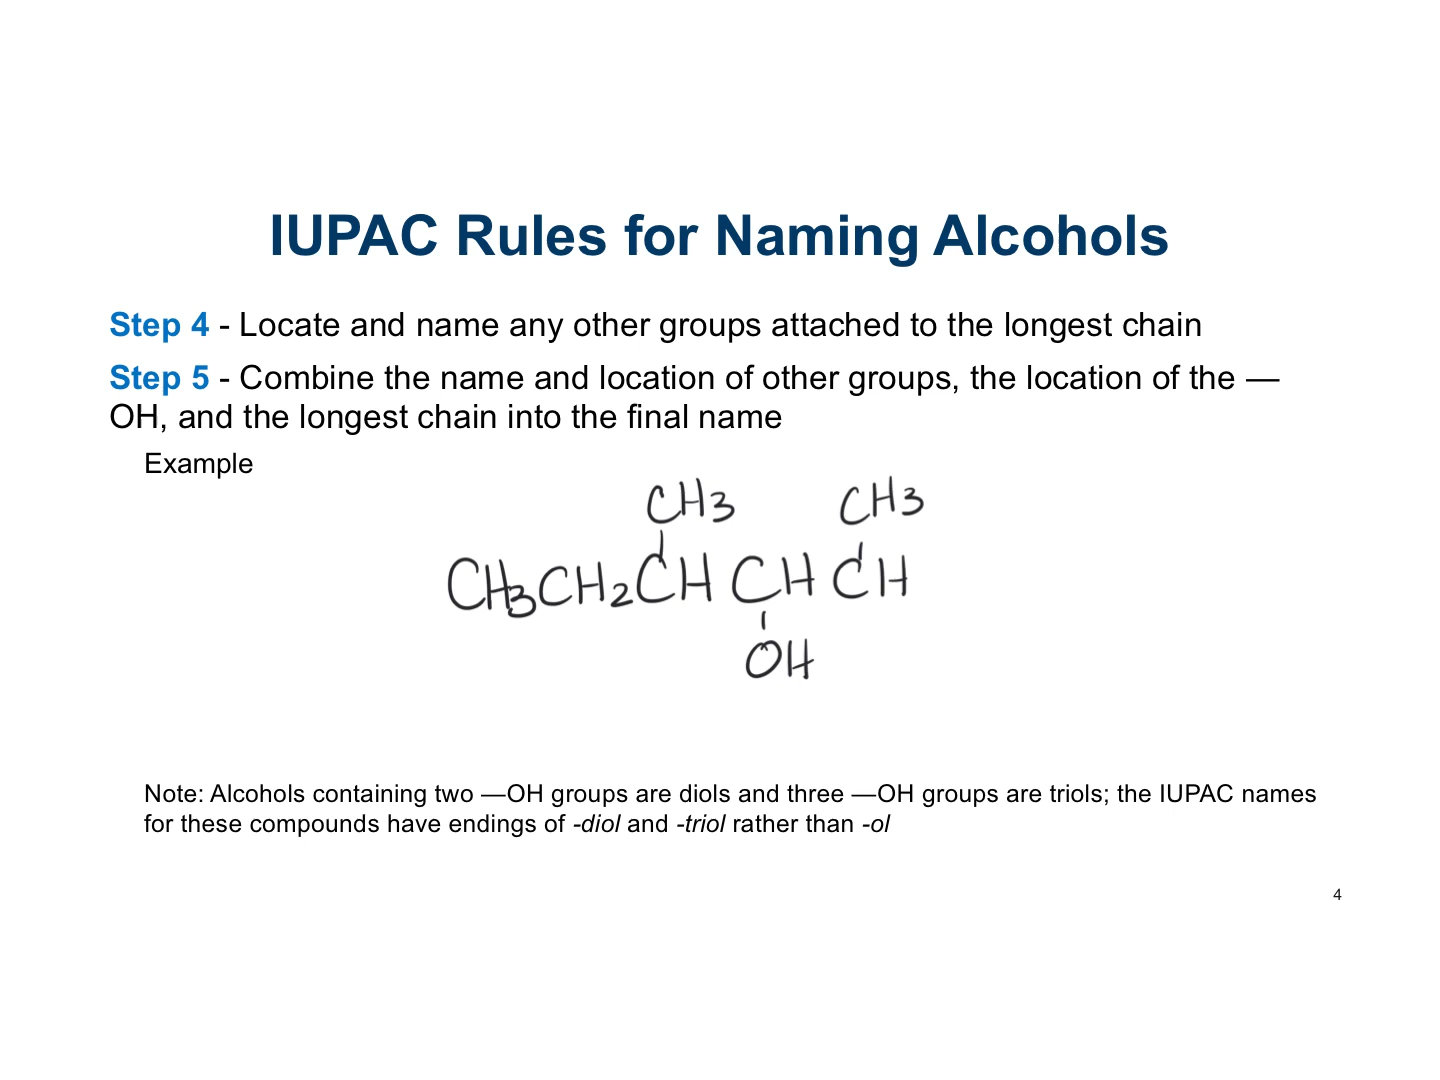 IUPAC Rules for Naming Alcohols
Step 4 - Locate and name any other groups attached to the longest chain
Step 5 - Combine the name and location of other groups, the location of the —
OH, and the longest chain into the final name
Example
CH3 CH3
CH3CH2CH CH CH
OH
Note: Alcohols containing two —OH groups are diols and three —OH groups are triols; the IUPAC names
for these compounds have endings of -diol and -triol rather than -ol
4